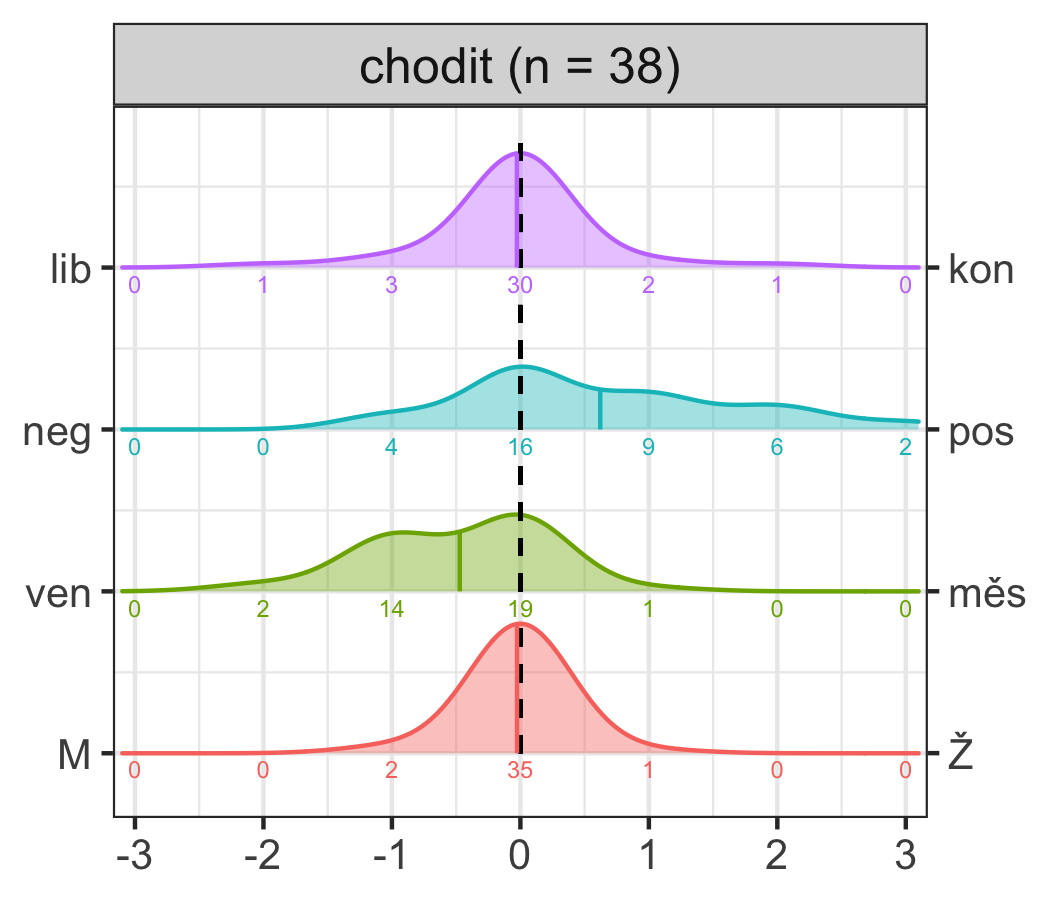 chodit (n = 38)
lib kon
0 1 3 30 2 1 0
neg pos
0 0 4 16 9 6 2
ven měs
0 2 14 19 1 0 0
M Ž
0 0 2 35 1 0 0
-3 -2 -1 0 1 2 3